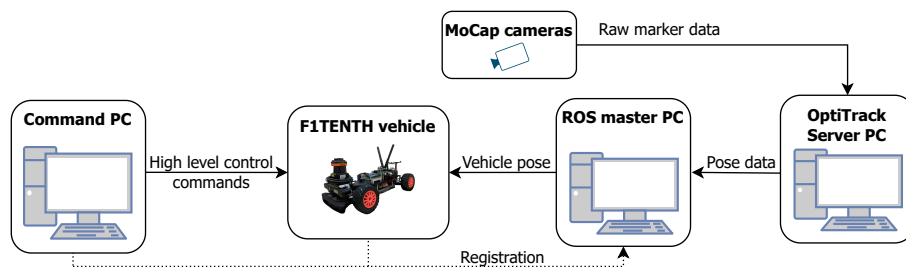 MoCap cameras
Raw marker data
Command PC
F1TENTH vehicle
ROS master PC
OptiTrack
Server PC
High level control
commands
Vehicle pose
Pose data
Registration